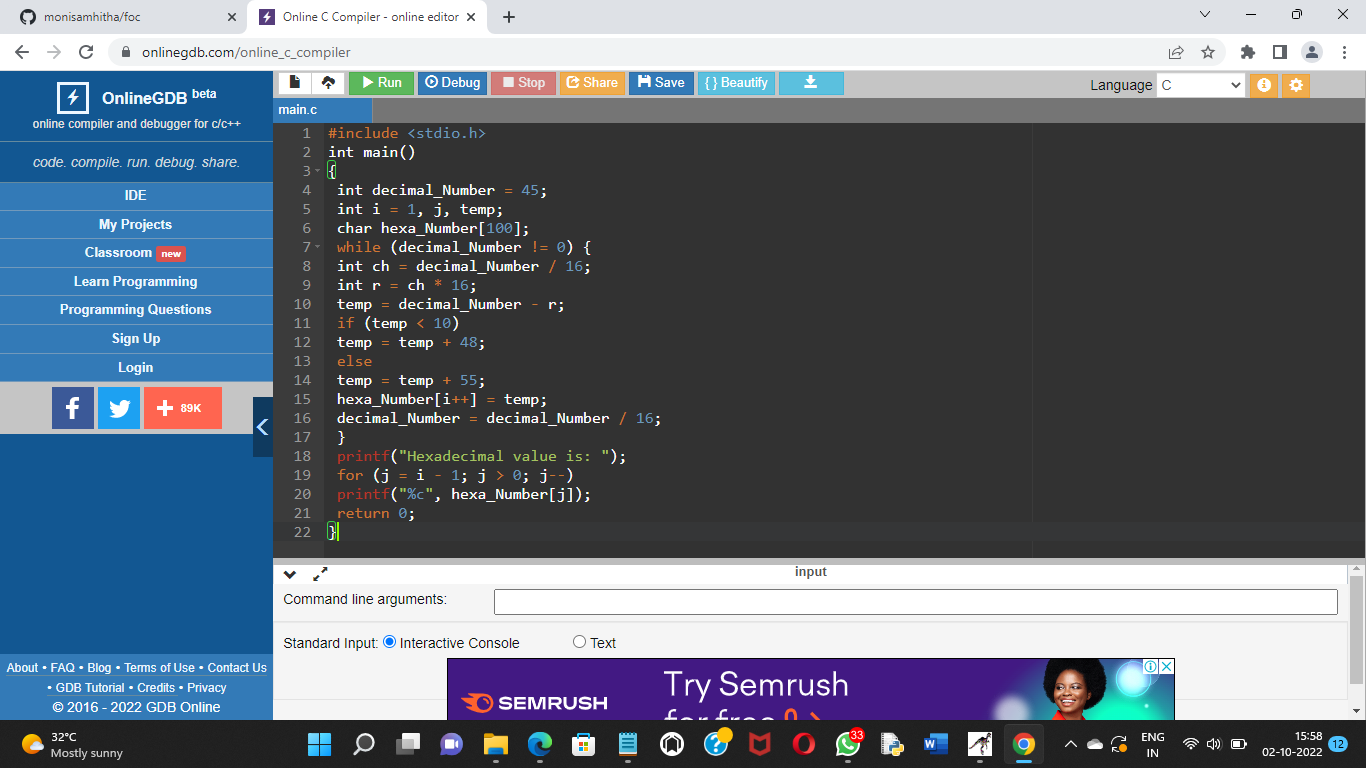 monisamhitha/foc
Online C Compiler - online editor
onlinegdb.com/online_c_compiler
OnlineGDB beta
online compiler and debugger for c/c++
code. compile. run. debug. share.
IDE
My Projects
Classroom new
Learn Programming
Programming Questions
Sign Up
Login
89K
About • FAQ • Blog • Terms of Use • Contact Us
• GDB Tutorial • Credits • Privacy
© 2016 - 2022 GDB Online
Run Debug Stop Share Save { } Beautify
Language C
main.c
1 #include <stdio.h>
2 int main()
3 {
4 int decimal_Number = 45;
5 int i = 1, j, temp;
6 char hexa_Number[100];
7 while (decimal_Number != 0) {
8 int ch = decimal_Number / 16;
9 int r = ch * 16;
10 temp = decimal_Number - r;
11 if (temp < 10)
12 temp = temp + 48;
13 else
14 temp = temp + 55;
15 hexa_Number[i++] = temp;
16 decimal_Number = decimal_Number / 16;
17 }
18 printf("Hexadecimal value is: ");
19 for (j = i - 1; j > 0; j--)
20 printf("%c", hexa_Number[j]);
21 return 0;
22 }
input
Command line arguments:
Standard Input: Interactive Console Text
SEMRUSH
Try Semrush
for free
32°C
Mostly sunny
33
ENG
IN
15:58
02-10-2022
12